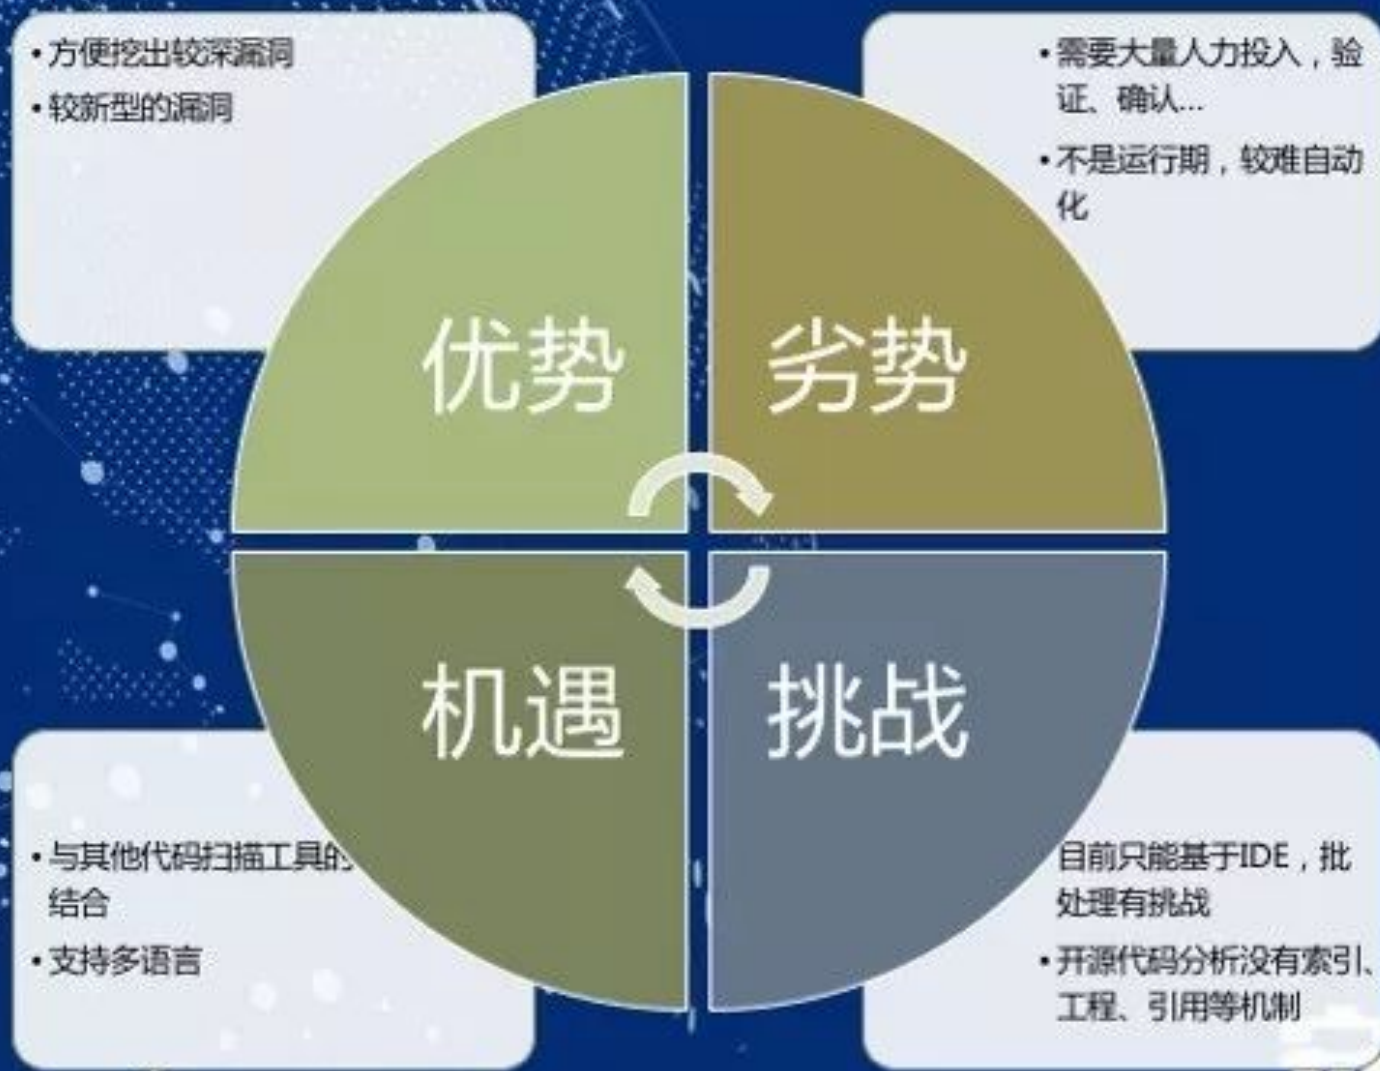 • 方便挖出较深漏洞
• 较新型的漏洞
• 需要大量人力投入，验
证、确认...
• 不是运行期，较难自动
化
优势
劣势
机遇
挑战
• 与其他代码扫描工具的
结合
• 支持多语言
目前只能基于IDE，批
处理有挑战
• 开源代码分析没有索引、
工程、引用等机制